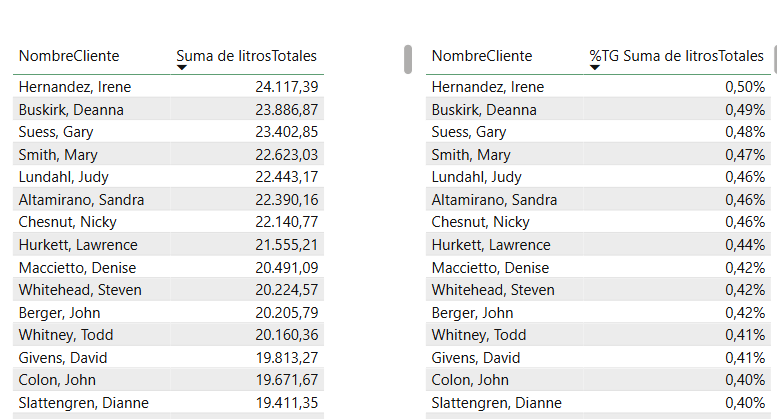 NombreCliente Suma de litrosTotales
Hernandez, Irene 24.117,39
Buskirk, Deanna 23.886,87
Suess, Gary 23.402,85
Smith, Mary 22.623,03
Lundahl, Judy 22.443,17
Altamirano, Sandra 22.390,16
Chesnut, Nicky 22.140,77
Hurkett, Lawrence 21.555,21
Maccietto, Denise 20.491,09
Whitehead, Steven 20.224,57
Berger, John 20.205,79
Whitney, Todd 20.160,36
Givens, David 19.813,27
Colon, John 19.671,67
Slattengren, Dianne 19.411,35
NombreCliente %TG Suma de litrosTotales
Hernandez, Irene 0,50%
Buskirk, Deanna 0,49%
Suess, Gary 0,48%
Smith, Mary 0,47%
Lundahl, Judy 0,46%
Altamirano, Sandra 0,46%
Chesnut, Nicky 0,46%
Hurkett, Lawrence 0,44%
Maccietto, Denise 0,42%
Whitehead, Steven 0,42%
Berger, John 0,42%
Whitney, Todd 0,41%
Givens, David 0,41%
Colon, John 0,40%
Slattengren, Dianne 0,40%